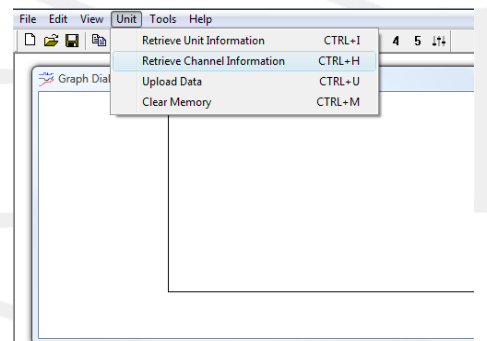 File Edit View Unit Tools Help
4 5
Retrieve Unit Information CTRL+I
Retrieve Channel Information CTRL+H
Upload Data CTRL+U
Clear Memory CTRL+M
Graph Dial